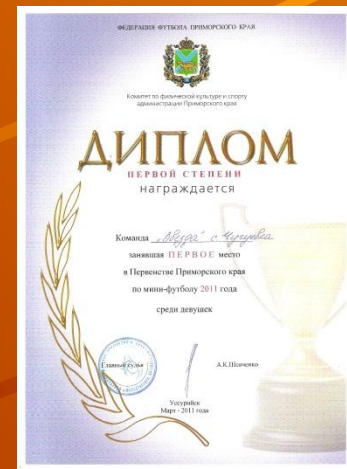 ФЕДЕРАЦИЯ ФУТБОЛА ПРИМОРСКОГО КРАЯ
Комитет по физической культуре и спорту
администрации Приморского края
ДИПЛОМ
ПЕРВОЙ СТЕПЕНИ
награждается
Команда „Звезда" с Чугуевка
занявшая ПЕРВОЕ место
в Первенстве Приморского края
по мини-футболу 2011 года
среди девушек
Главный судья А.К.Шевченко
Уссурийск
Март - 2011 года